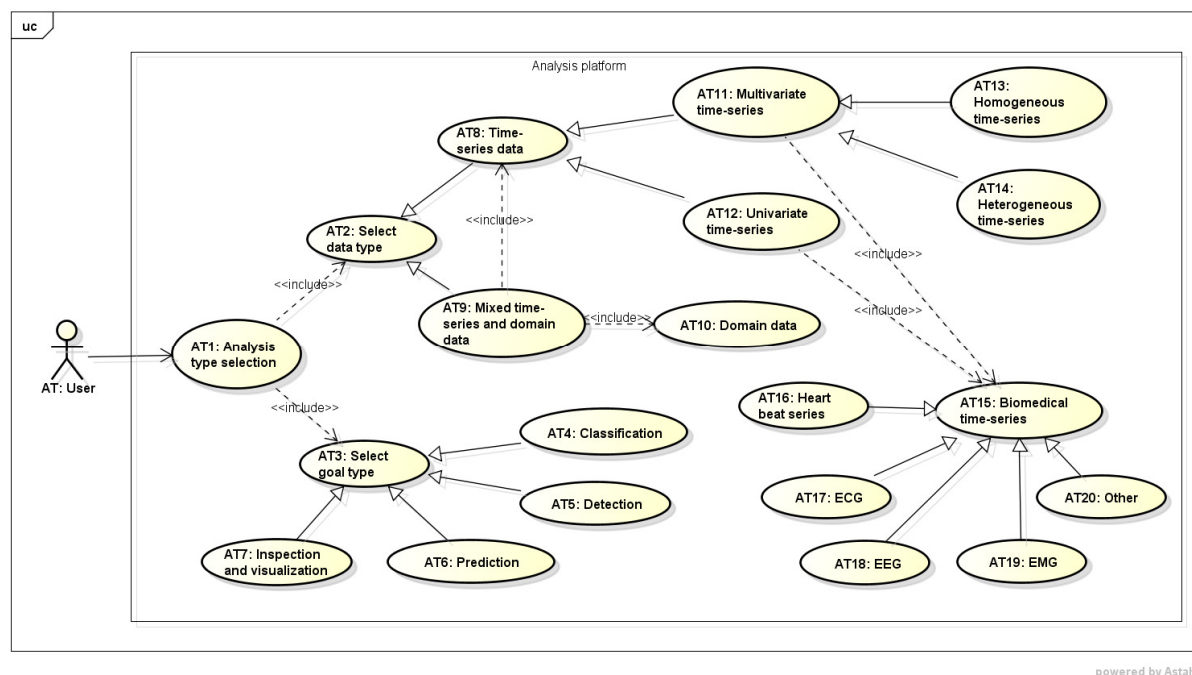 uc
Analysis platform
AT11: Multivariate
time-series
AT13:
Homogeneous
time-series
AT8: Time-
series data
AT14:
Heterogeneous
time-series
AT12: Univariate
time-series
<<include>>
AT2: Select
data type
<<include>>
<<include>>
AT9: Mixed time-
series and domain
data
<<include>>
<<include>>
AT10: Domain data
AT: User
AT1: Analysis
type selection
<<include>>
AT16: Heart
beat series
AT15: Biomedical
time-series
AT4: Classification
AT3: Select
goal type
AT5: Detection
AT17: ECG
AT20: Other
AT7: Inspection
and visualization
AT6: Prediction
AT18: EEG
AT19: EMG
powered by Astah